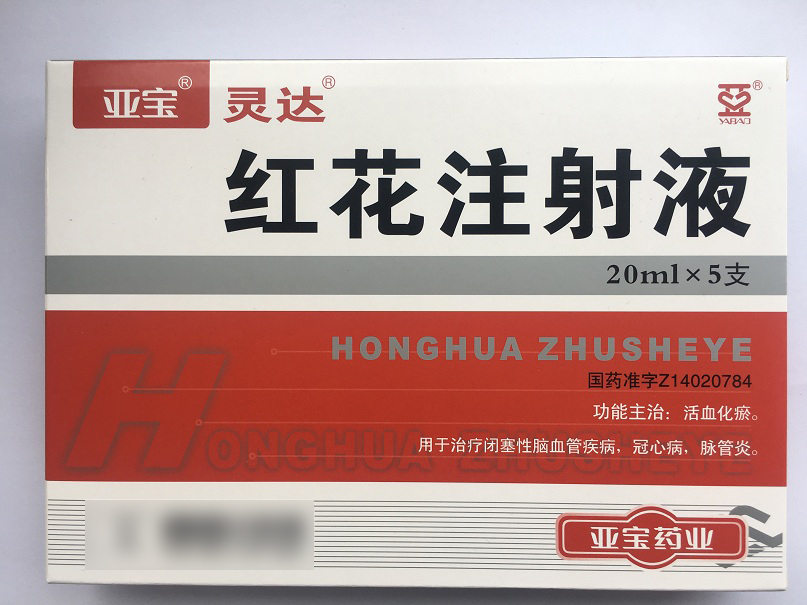 亚宝® 灵达®
YABAO®
红花注射液
20ml×5支
HONGHUA ZHUSHEYE
国药准字Z14020784
功能主治：活血化瘀。
用于治疗闭塞性脑血管疾病，冠心病，脉管炎。
HONGHUA ZHUSHEYE
亚宝药业